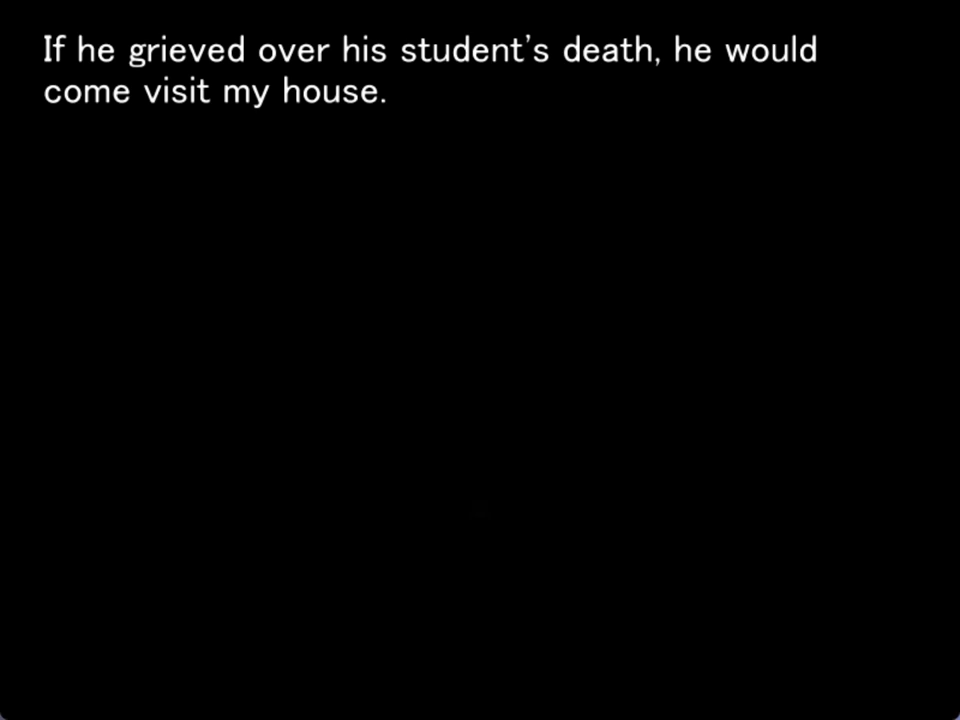 If he grieved over his student's death, he would
come visit my house.